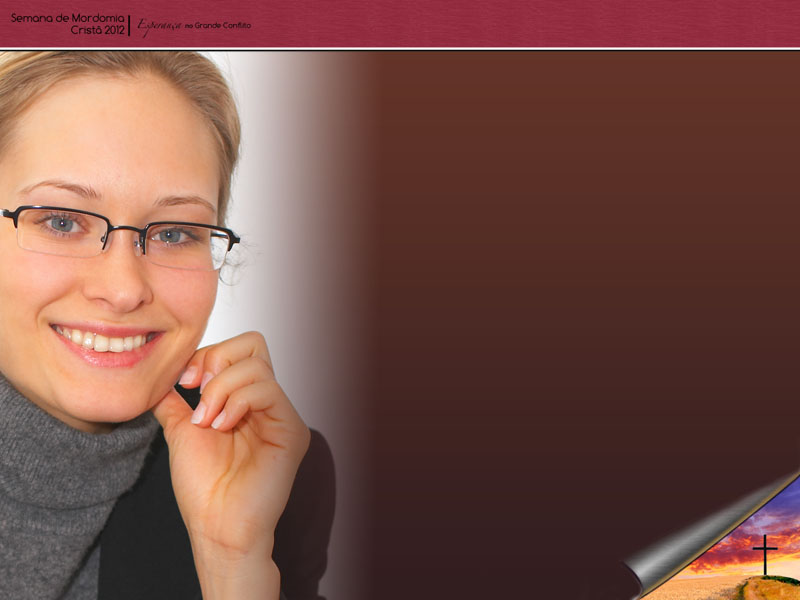 Semana de Mordomia
Cristã 2012
Esperança no Grande Conflito